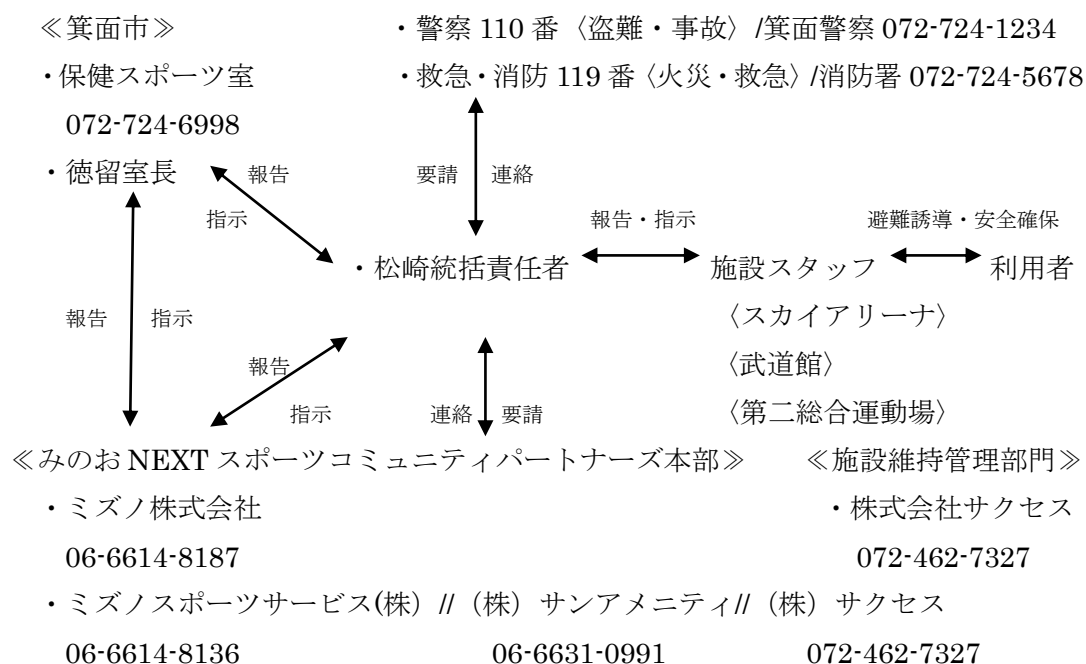 ≪箕面市≫ ・警察 110 番〈盗難・事故〉/箕面警察 072-724-1234
・保健スポーツ室 ・救急・消防 119 番〈火災・救急〉/消防署 072-724-5678
072-724-6998
・徳留室長 報告 要請 連絡
指示 報告・指示 避難誘導・安全確保
・松崎統括責任者 施設スタッフ 利用者
報告 指示 〈スカイアリーナ〉
報告 〈武道館〉
指示 連絡 要請 〈第二総合運動場〉
≪みのお NEXT スポーツコミュニティパートナーズ本部≫ ≪施設維持管理部門≫
・ミズノ株式会社 ・株式会社サクセス
06-6614-8187 072-462-7327
・ミズノスポーツサービス(株)//(株)サンアメニティ//(株)サクセス
06-6614-8136 06-6631-0991 072-462-7327